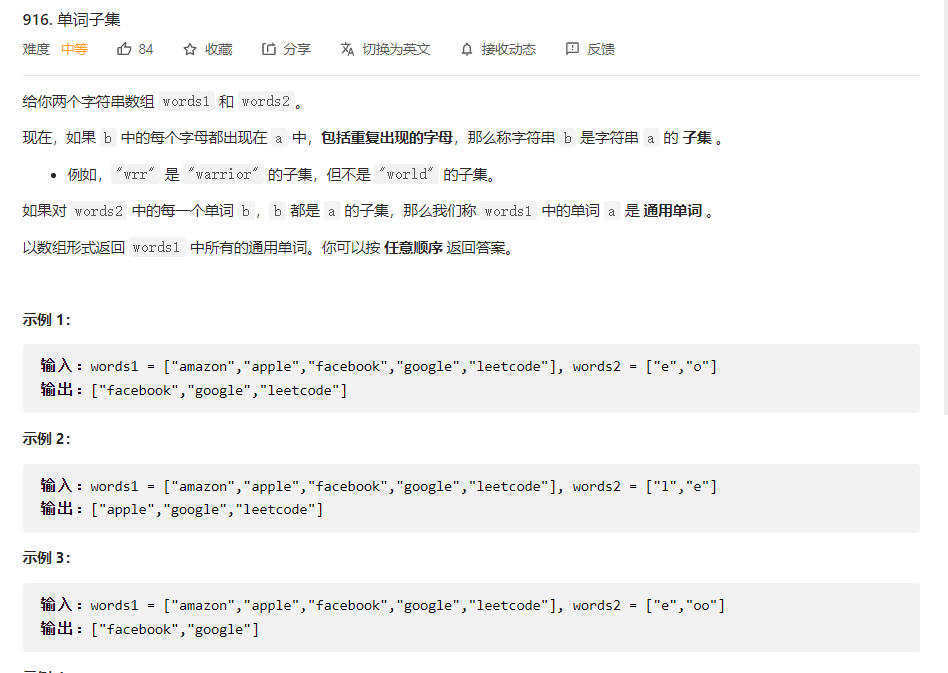 916. 单词子集
难度 中等 84 收藏 分享 切换为英文 接收动态 反馈
给你两个字符串数组 words1 和 words2。
现在，如果 b 中的每个字母都出现在 a 中，包括重复出现的字母，那么称字符串 b 是字符串 a 的 子集 。
• 例如，"wrr" 是 "warrior" 的子集，但不是 "world" 的子集。
如果对 words2 中的每一个单词 b，b 都是 a 的子集，那么我们称 words1 中的单词 a 是 通用单词 。
以数组形式返回 words1 中所有的通用单词。你可以按 任意顺序 返回答案。
示例 1：
输入：words1 = ["amazon","apple","facebook","google","leetcode"], words2 = ["e","o"]
输出：["facebook","google","leetcode"]
示例 2：
输入：words1 = ["amazon","apple","facebook","google","leetcode"], words2 = ["l","e"]
输出：["apple","google","leetcode"]
示例 3：
输入：words1 = ["amazon","apple","facebook","google","leetcode"], words2 = ["e","oo"]
输出：["facebook","google"]